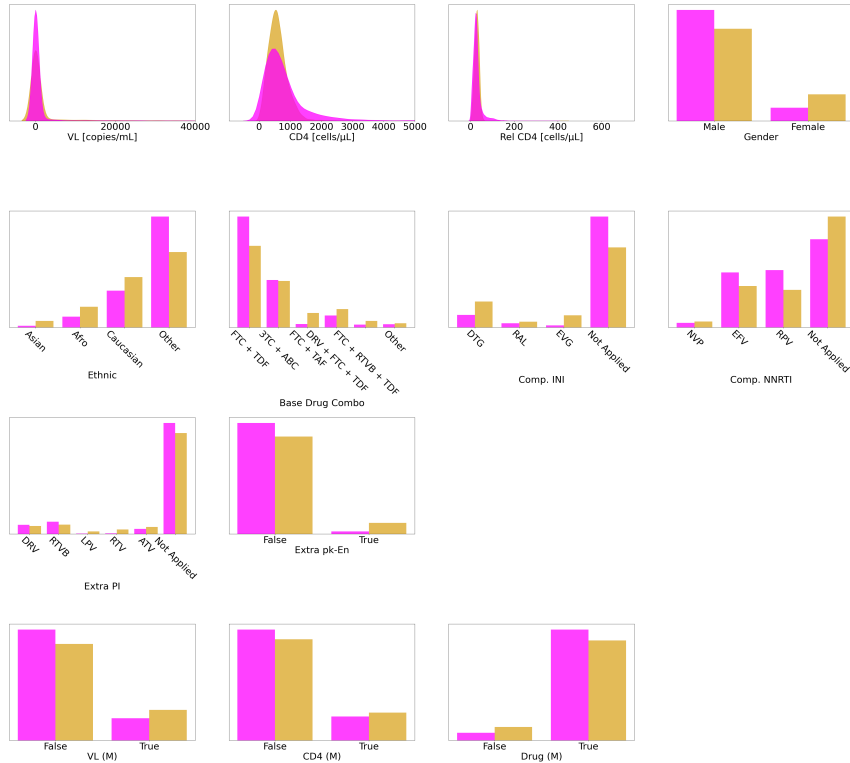 0 20000 40000
VL [copies/mL]
0 1000 2000 3000 4000 5000
CD4 [cells/μL]
0 200 400 600
Rel CD4 [cells/μL]
Male Female
Gender
Asian Afro Caucasian Other
Ethnic
FTC + TDF 3TC + ABC FTC + TAF DRV + FTC + TDF FTC + RTVB + TDF Other
Base Drug Combo
DTG RAL EVG Not Applied
Comp. INI
NVP EFV RPV Not Applied
Comp. NNRTI
DRV RTVB LPV RTV ATV Not Applied
Extra PI
False True
Extra pk-En
False True
VL (M)
False True
CD4 (M)
False True
Drug (M)